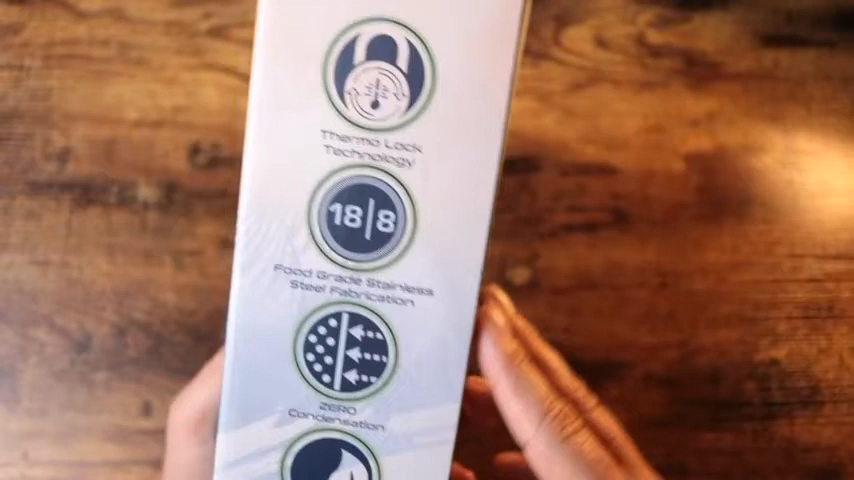 Thermo Lock
Technology
18|8
Food Grade Stainless
Steel Fabrication
ZERO
Condensation